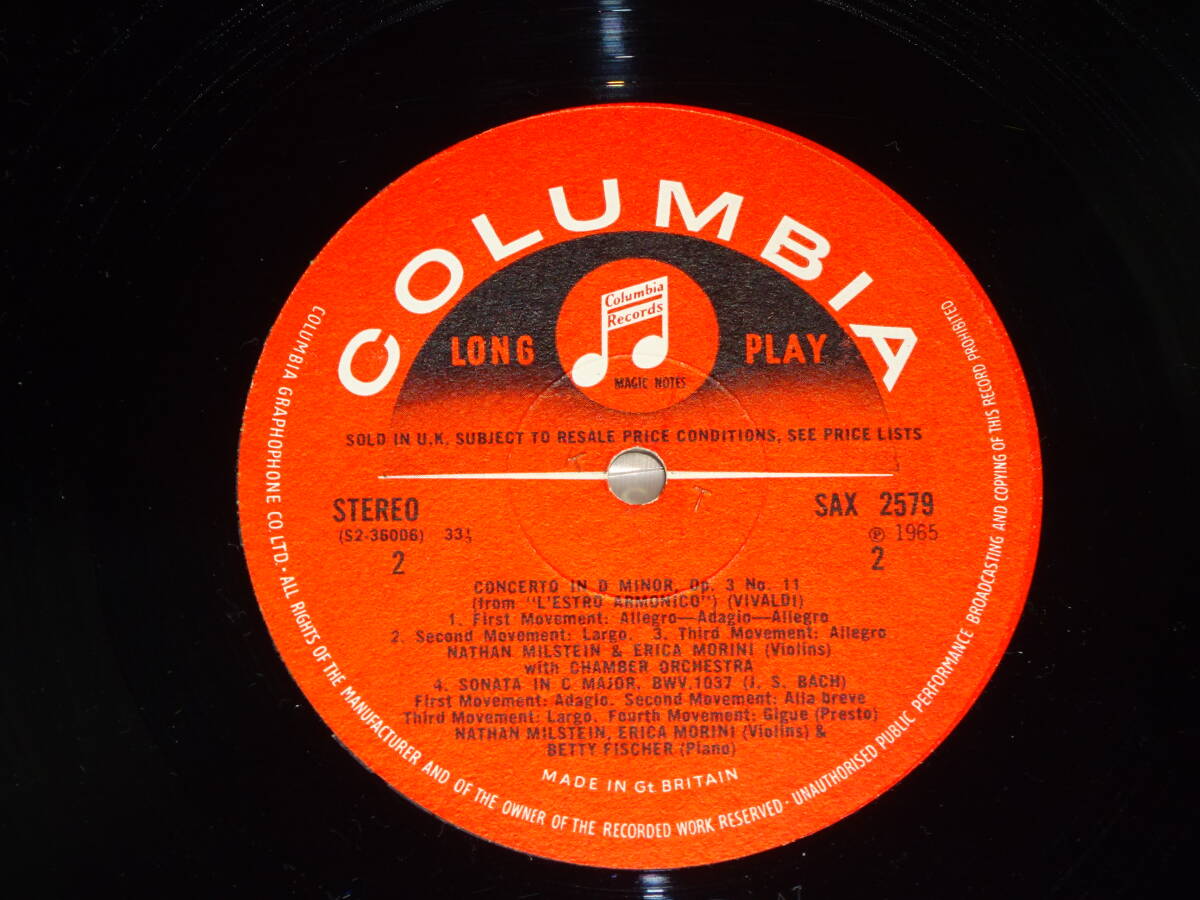 COLUMBIA
Columbia
Records
LONG PLAY
MAGIC NOTES
SOLD IN U.K. SUBJECT TO RESALE PRICE CONDITIONS, SEE PRICE LISTS
K
T
STEREO SAX 2579
(S2-36006) 33⅓ Ⓟ 1965
2 2
CONCERTO IN D MINOR, Op. 3 No. 11
(from "L'ESTRO ARMONICO") (VIVALDI)
1. First Movement: Allegro—Adagio—Allegro
2. Second Movement: Largo. 3. Third Movement: Allegro
NATHAN MILSTEIN & ERICA MORINI (Violins)
with CHAMBER ORCHESTRA
4. SONATA IN C MAJOR, BWV.1037 (J. S. BACH)
First Movement: Adagio. Second Movement: Alla breve
Third Movement: Largo. Fourth Movement: Gigue (Presto)
NATHAN MILSTEIN, ERICA MORINI (Violins) &
BETTY FISCHER (Piano)
MADE IN Gt. BRITAIN
COLUMBIA GRAPHOPHONE CO. LTD. · ALL RIGHTS OF THE MANUFACTURER AND OF THE OWNER OF THE RECORDED WORK RESERVED · UNAUTHORISED PUBLIC PERFORMANCE BROADCASTING AND COPYING OF THIS RECORD PROHIBITED